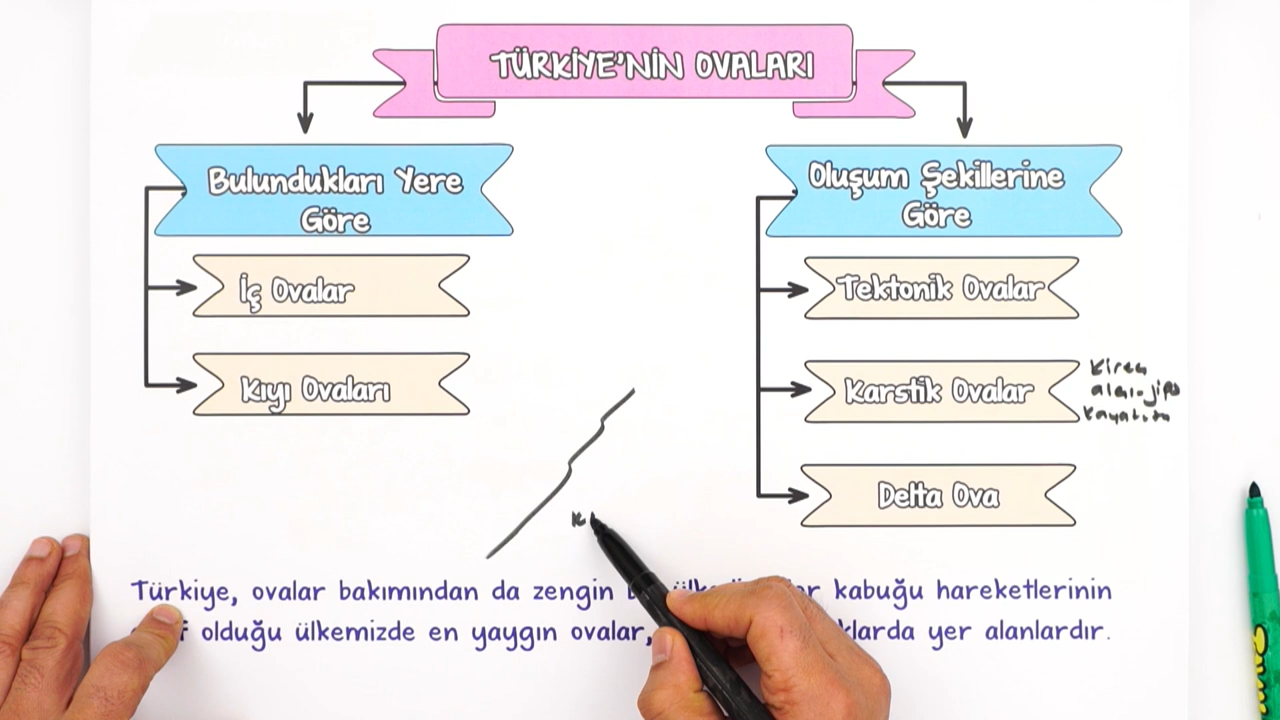 TÜRKİYE'NİN OVALARI
Bulundukları Yere
Göre
İç Ovalar
Kıyı Ovaları
Oluşum Şekillerine
Göre
Tektonik Ovalar
Karstik Ovalar
Delta Ova
Türkiye, ovalar bakımından da zengin kabuğu hareketlerinin
olduğu ülkemizde en yaygın ovalar, yer alanlardır.